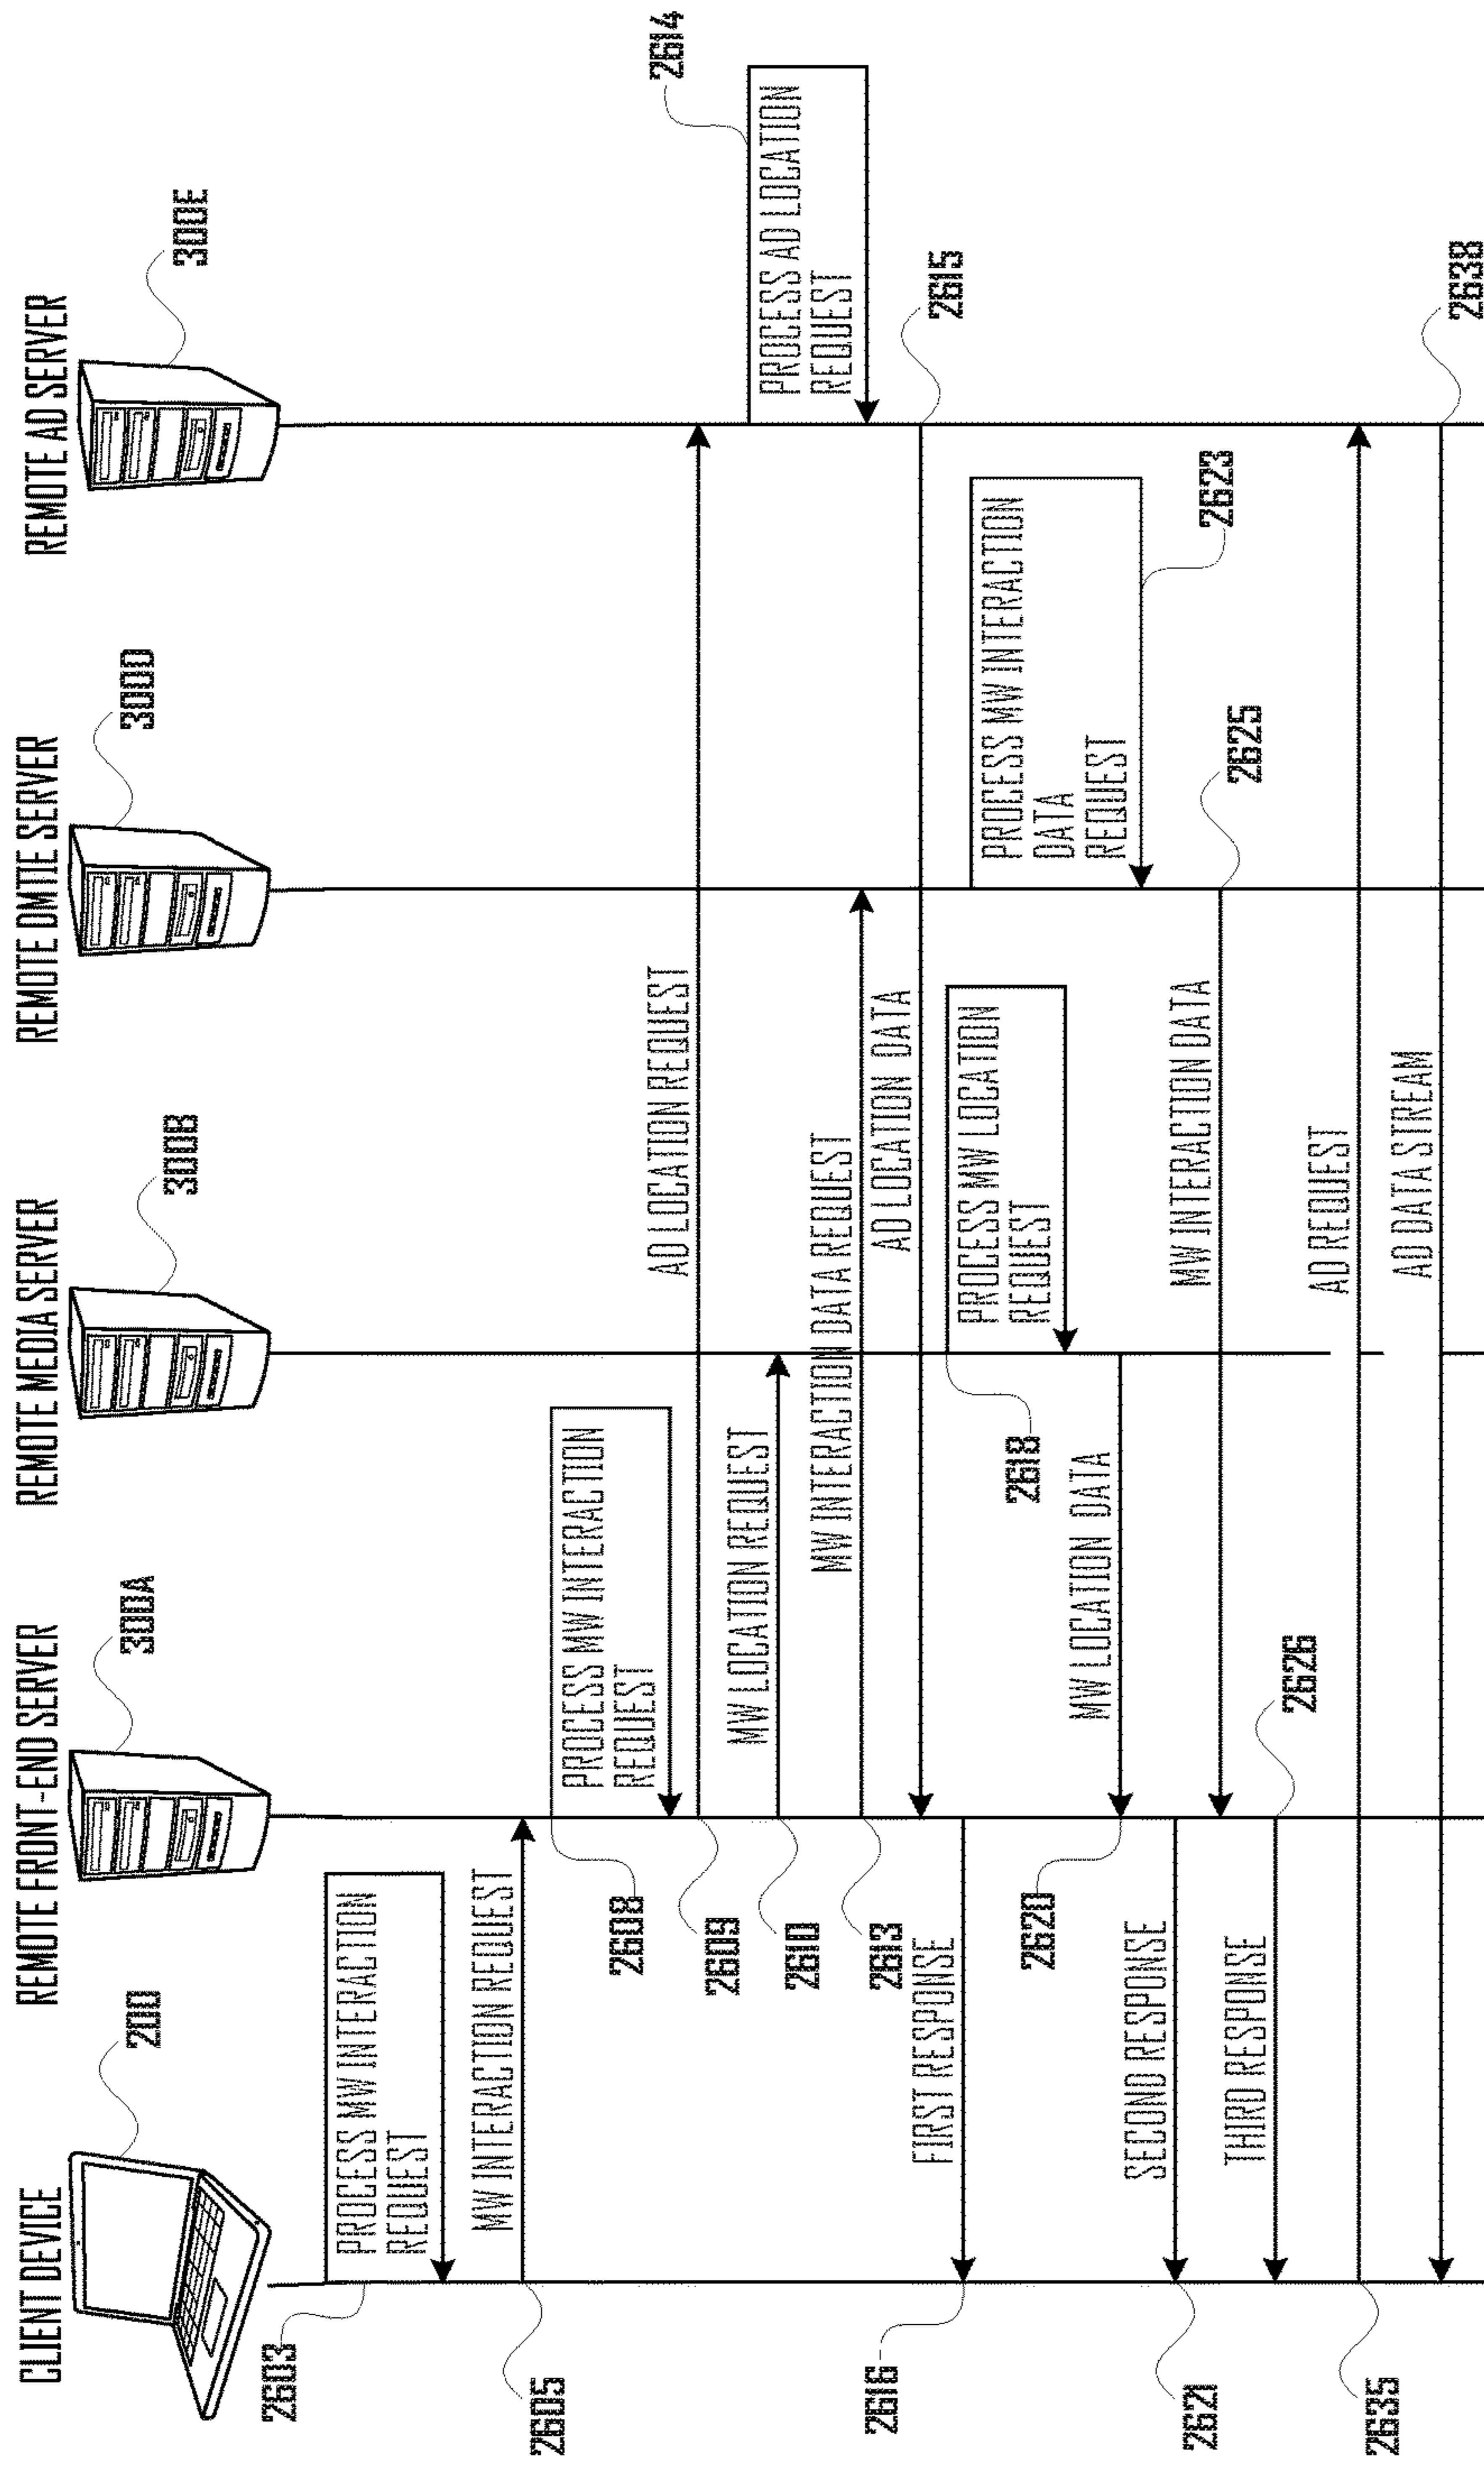 CLIENT DEVICE
200
REMOTE FRONT-END SERVER
300A
REMOTE MEDIA SERVER
300B
REMOTE DMTIE SERVER
300D
REMOTE AD SERVER
300E
2603
PROCESS MW INTERACTION
REQUEST
2605
MW INTERACTION REQUEST
2608
PROCESS MW INTERACTION
REQUEST
2609
AD LOCATION REQUEST
2614
PROCESS AD LOCATION
REQUEST
2610
MW LOCATION REQUEST
2613
MW INTERACTION DATA REQUEST
AD LOCATION DATA
2615
2616
FIRST RESPONSE
2618
PROCESS MW LOCATION
REQUEST
PROCESS MW INTERACTION
DATA
REQUEST
2623
2620
MW LOCATION DATA
2621
SECOND RESPONSE
MW INTERACTION DATA
2625
THIRD RESPONSE
2626
2635
AD REQUEST
AD DATA STREAM
2638